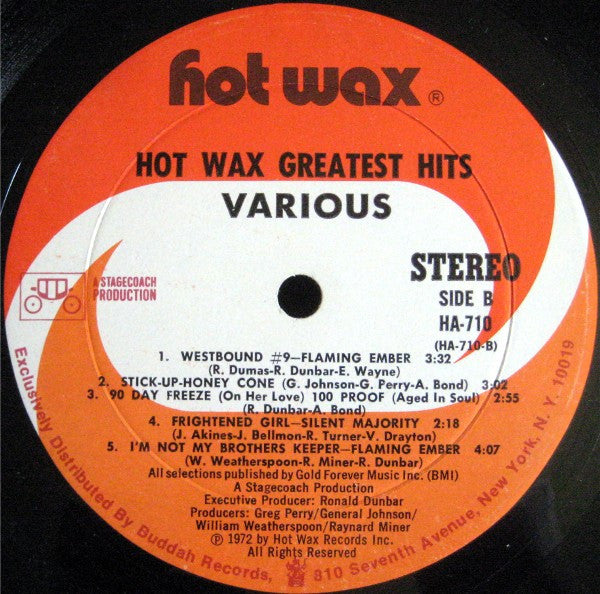 hot wax ®
HOT WAX GREATEST HITS
VARIOUS
A STAGECOACH
PRODUCTION
STEREO
SIDE B
HA-710
(HA-710-B)
1. WESTBOUND #9—FLAMING EMBER 3:32
(R. Dumas-R. Dunbar-E. Wayne)
2. STICK-UP-HONEY CONE (G. Johnson-G. Perry-A. Bond) 3:02
3. 90 DAY FREEZE (On Her Love) 100 PROOF (Aged In Soul) 2:55
(R. Dunbar-A. Bond)
4. FRIGHTENED GIRL—SILENT MAJORITY 2:18
(J. Akines-J. Bellmon-R. Turner-V. Drayton)
5. I'M NOT MY BROTHERS KEEPER—FLAMING EMBER 4:07
(W. Weatherspoon-R. Miner-R. Dunbar)
All selections published by Gold Forever Music Inc. (BMI)
A Stagecoach Production
Executive Producer: Ronald Dunbar
Producers: Greg Perry/General Johnson/
William Weatherspoon/Raynard Miner
Ⓟ 1972 by Hot Wax Records Inc.
All Rights Reserved
Exclusively Distributed By Buddah Records, 810 Seventh Avenue, New York, N.Y. 10019